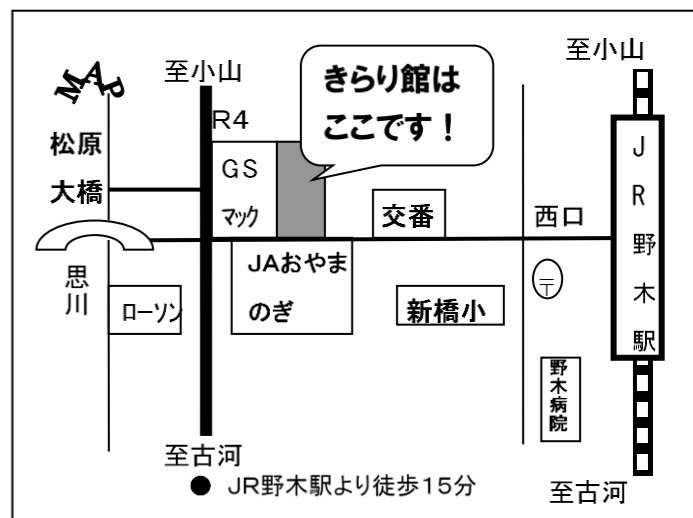 MAP
至小山
至小山
きらり館は
ここです！
R4
松原
大橋
GS
マック
交番
西口
JR野木駅
思川
JAおやま
のぎ
〒
ローソン
新橋小
野木病院
至古河
● JR野木駅より徒歩15分
至古河